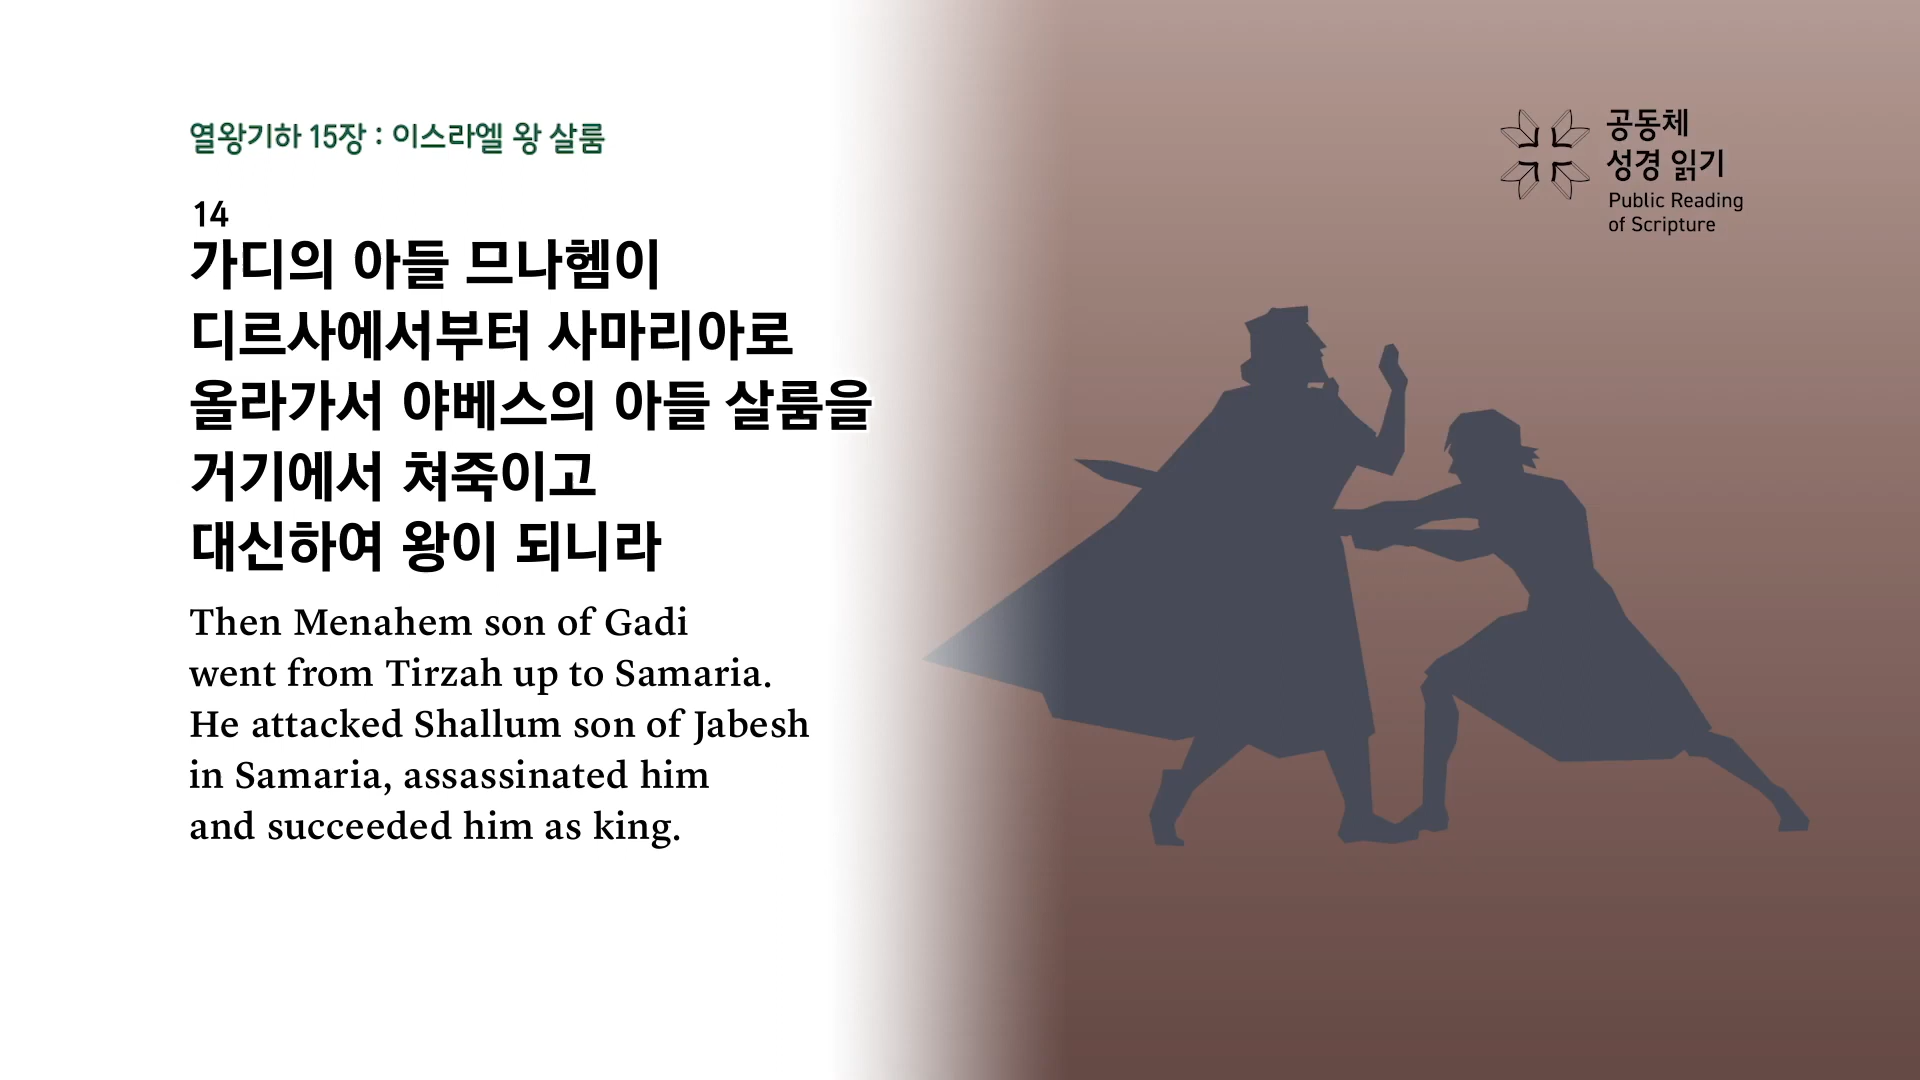 열왕기하 15장 : 이스라엘 왕 살룸
14
가디의 아들 므나헴이
디르사에서부터 사마리아로
올라가서 야베스의 아들 살룸을
거기에서 쳐죽이고
대신하여 왕이 되니라
Then Menahem son of Gadi
went from Tirzah up to Samaria.
He attacked Shallum son of Jabesh
in Samaria, assassinated him
and succeeded him as king.
공동체
성경 읽기
Public Reading
of Scripture